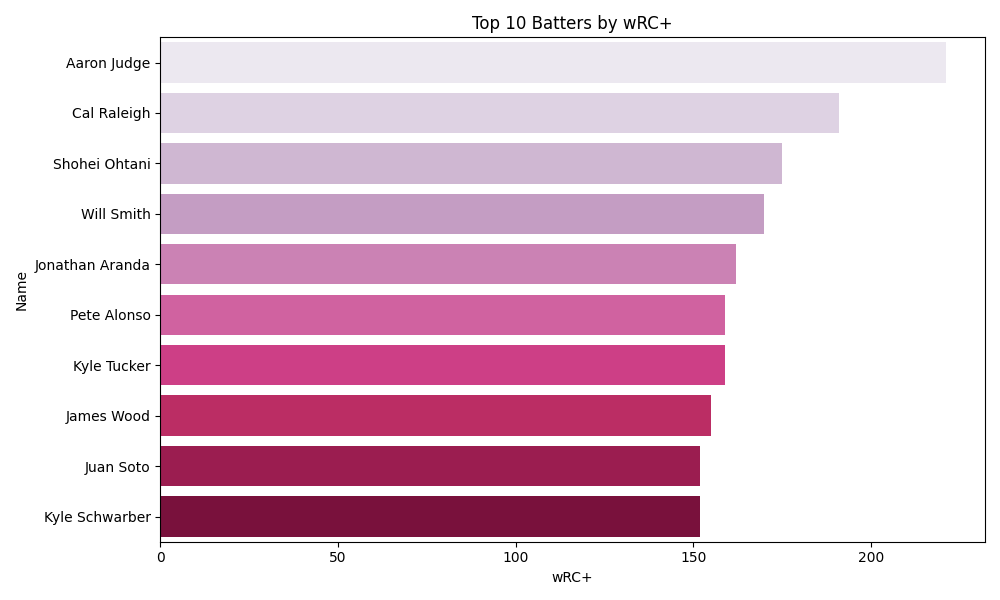 Top 10 Batters by wRC+
Name
Aaron Judge
Cal Raleigh
Shohei Ohtani
Will Smith
Jonathan Aranda
Pete Alonso
Kyle Tucker
James Wood
Juan Soto
Kyle Schwarber
0 50 100 150 200
wRC+